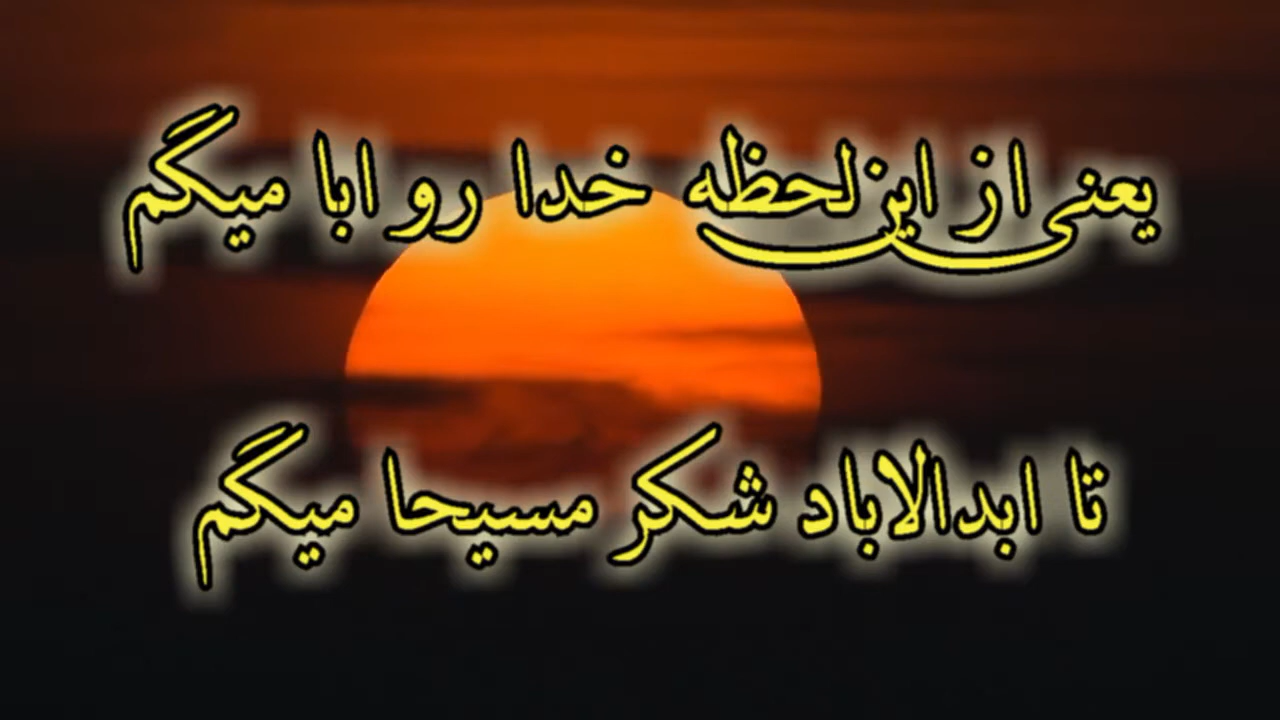 یعنی از این لحظه خدا رو ابا میگم
تا ابدالاباد شکر مسیحا میگم